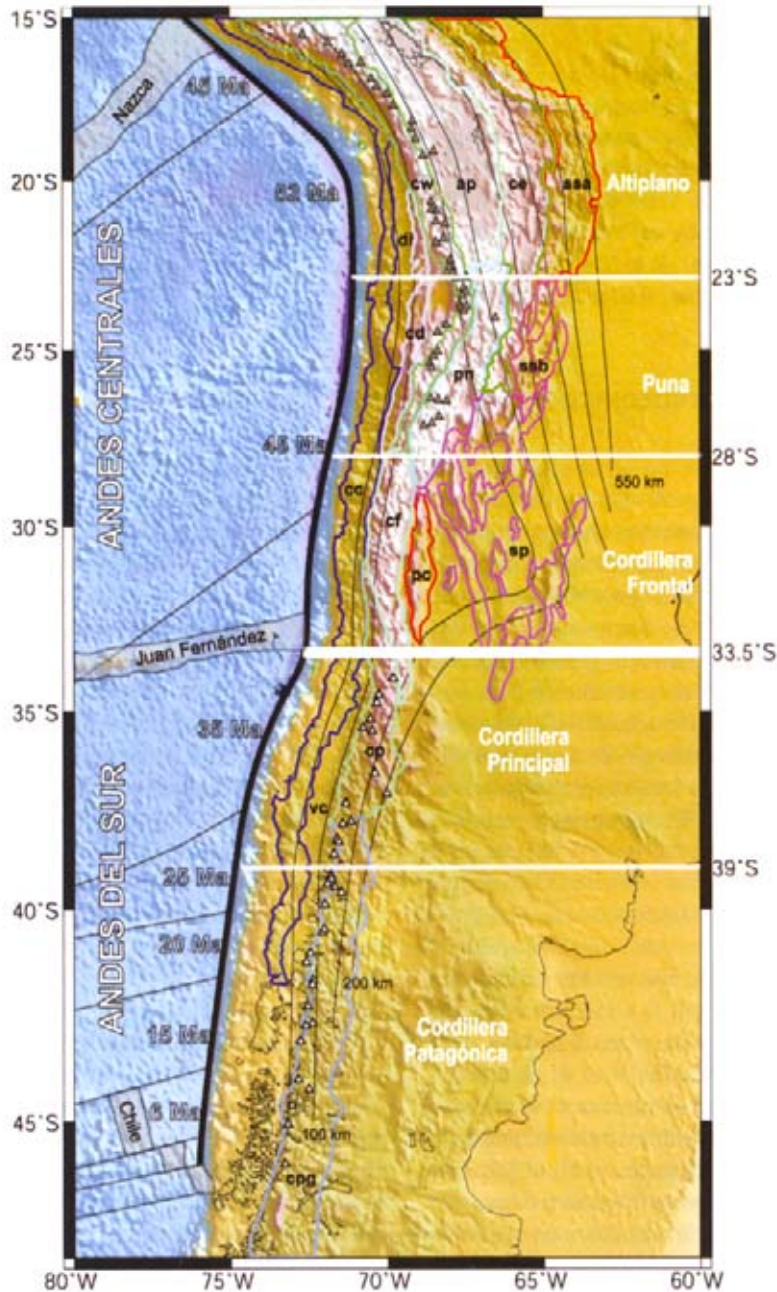 15°S
20°S
25°S
30°S
35°S
40°S
45°S
80°W
75°W
70°W
65°W
60°W
23°S
28°S
33.5°S
39°S
ANDES CENTRALES
ANDES DEL SUR
Nazca
45 Ma
52 Ma
45 Ma
Juan Fernández
35 Ma
25 Ma
20 Ma
15 Ma
6 Ma
Chile
cw
ap
ce
ssa
Altiplano
dl
cd
pn
ssb
Puna
cc
cf
pc
sp
550 km
Cordillera
Frontal
Cordillera
Principal
cp
vc
200 km
Cordillera
Patagónica
100 km
cpg